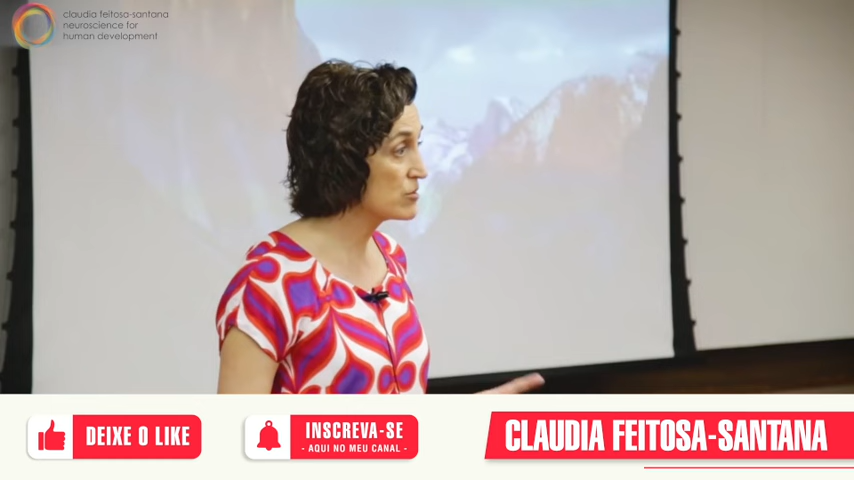 claudia feitosa-santana
neuroscience for
human development
DEIXE O LIKE
INSCREVA-SE
- AQUI NO MEU CANAL -
CLAUDIA FEITOSA-SANTANA